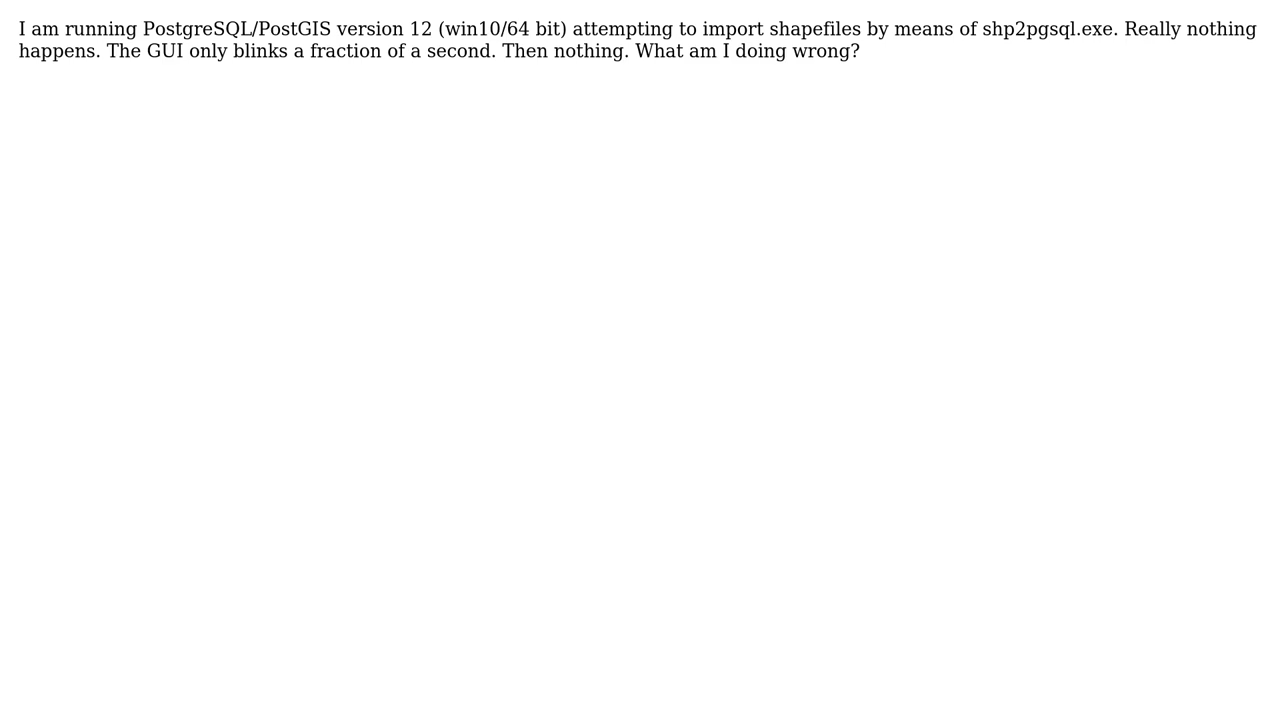 I am running PostgreSQL/PostGIS version 12 (win10/64 bit) attempting to import shapefiles by means of shp2pgsql.exe. Really nothing
happens. The GUI only blinks a fraction of a second. Then nothing. What am I doing wrong?